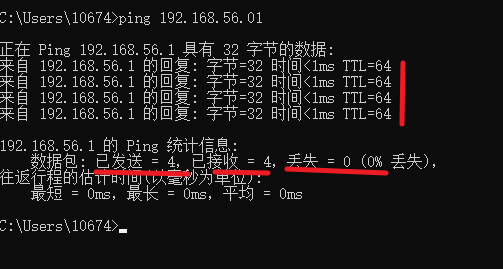 C:\Users\10674>ping 192.168.56.01
正在 Ping 192.168.56.1 具有 32 字节的数据:
来自 192.168.56.1 的回复: 字节=32 时间<1ms TTL=64
来自 192.168.56.1 的回复: 字节=32 时间<1ms TTL=64
来自 192.168.56.1 的回复: 字节=32 时间<1ms TTL=64
来自 192.168.56.1 的回复: 字节=32 时间<1ms TTL=64
192.168.56.1 的 Ping 统计信息:
数据包: 已发送 = 4, 已接收 = 4, 丢失 = 0 (0% 丢失),
往返行程的估计时间(以毫秒为单位):
最短 = 0ms, 最长 = 0ms, 平均 = 0ms
C:\Users\10674>